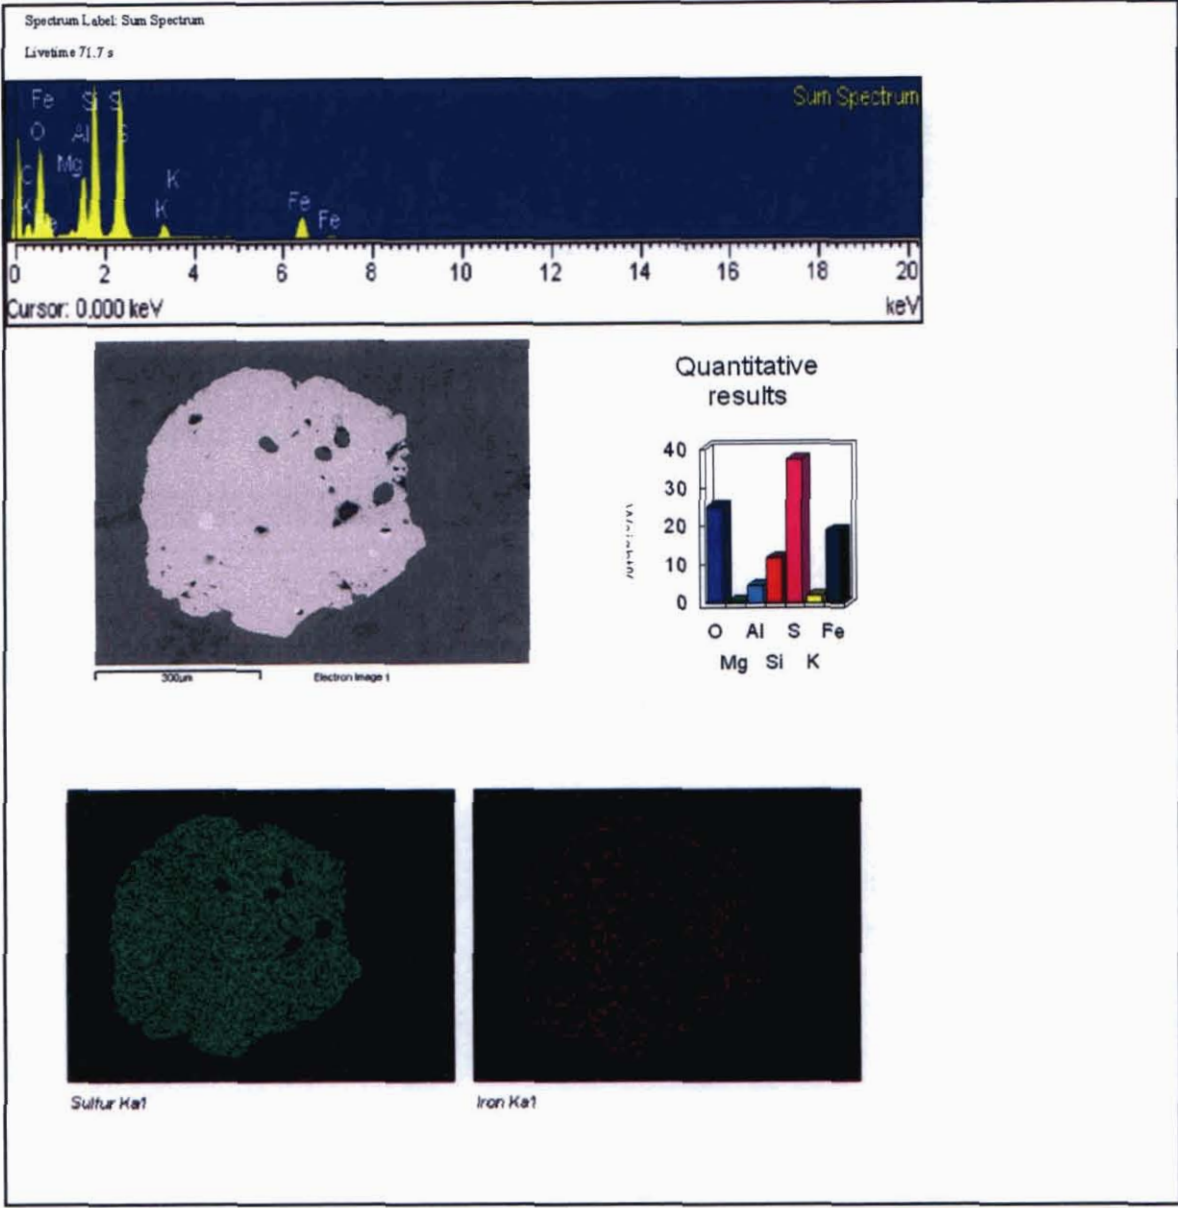 Spectrum Label: Sum Spectrum
Livetime 71.7 s
Sum Spectrum
Fe Si S
O Al S
Mg
C K
K Fe
K Fe
0 2 4 6 8 10 12 14 16 18 20
Cursor: 0.000 keV keV
Quantitative
results
40
30
20
10
0
O Al S Fe
Mg Si K
300µm Electron Image 1
Sulfur Ka1 Iron Ka1